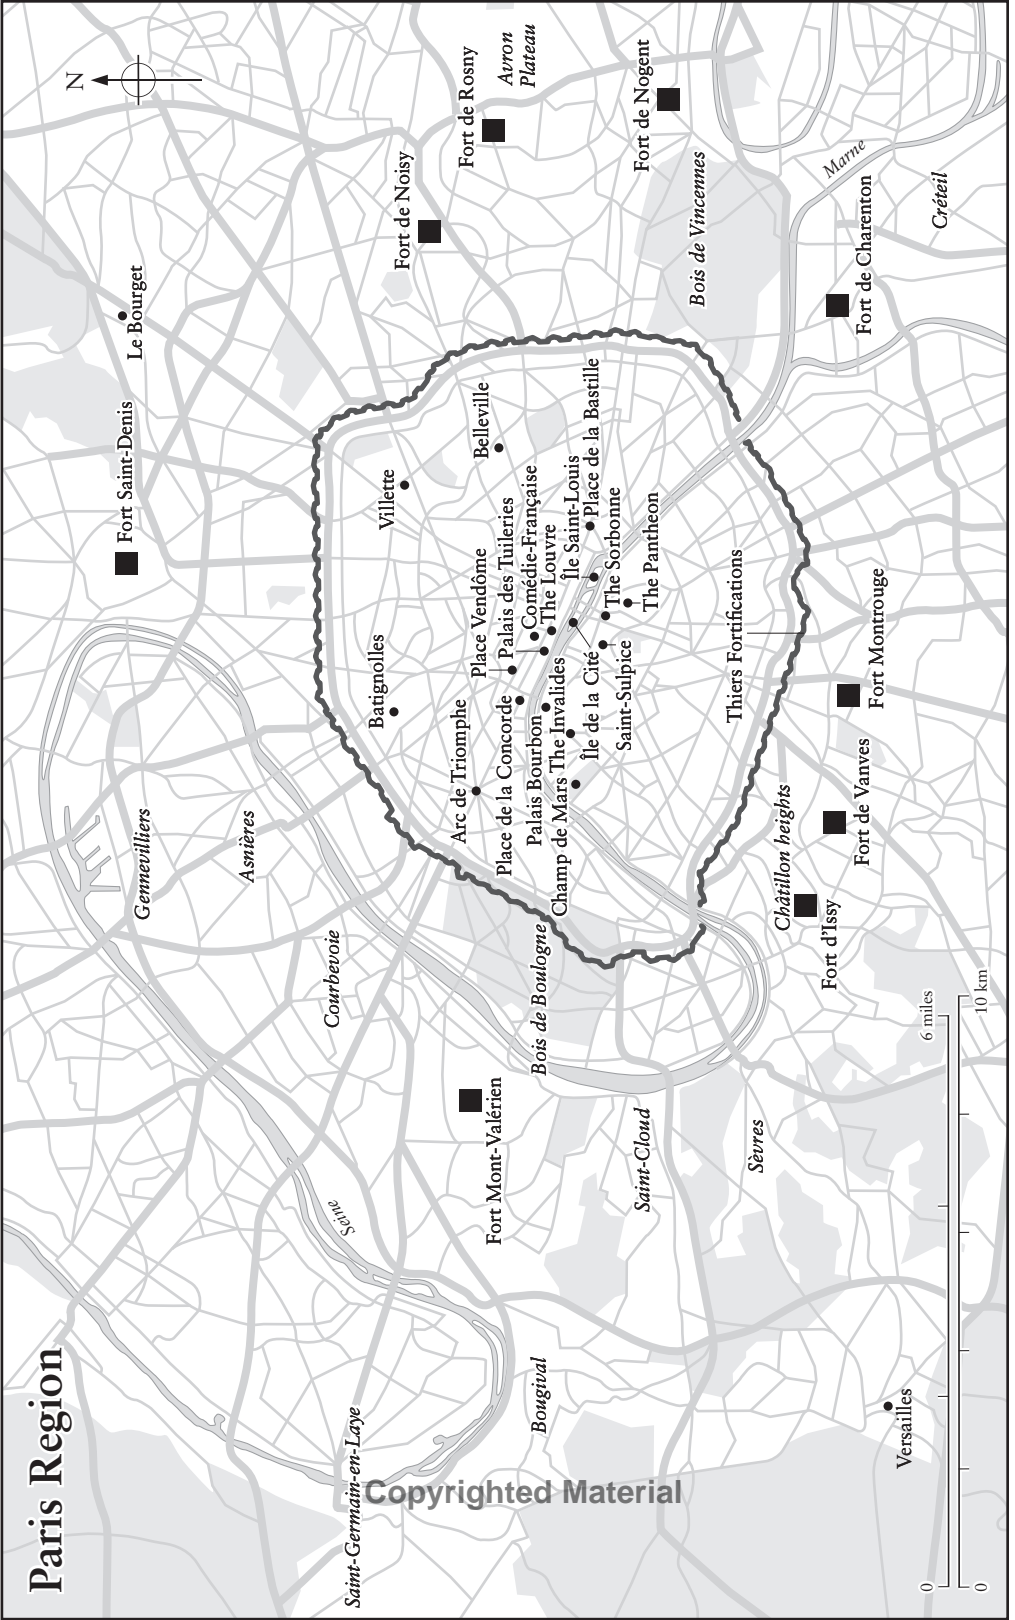 Paris Region
N
Le Bourget
Fort Saint-Denis
Fort de Noisy
Fort de Rosny
Avron
Plateau
Fort de Nogent
Bois de Vincennes
Marne
Créteil
Fort de Charenton
Gennevilliers
Asnières
Courbevoie
Batignolles
Villette
Belleville
Arc de Triomphe
Place Vendôme
Palais des Tuileries
Comédie-Française
The Louvre
Île Saint-Louis
Place de la Bastille
Place de la Concorde
Palais Bourbon
The Invalides
Champ de Mars
Île de la Cité
The Sorbonne
Saint-Sulpice
The Pantheon
Thiers Fortifications
Bois de Boulogne
Fort Mont-Valérien
Seine
Saint-Germain-en-Laye
Bougival
Saint-Cloud
Sèvres
Versailles
Châtillon heights
Fort d'Issy
Fort de Vanves
Fort Montrouge
0
6 miles
0
10 km
Copyrighted Material